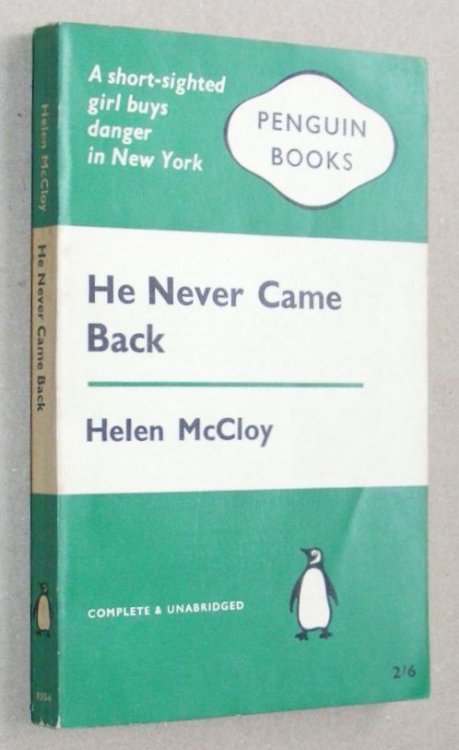 A short-sighted
girl buys
danger
in New York
PENGUIN
BOOKS
He Never Came
Back
Helen McCloy
COMPLETE & UNABRIDGED
2/6
Helen McCloy
He Never Came Back